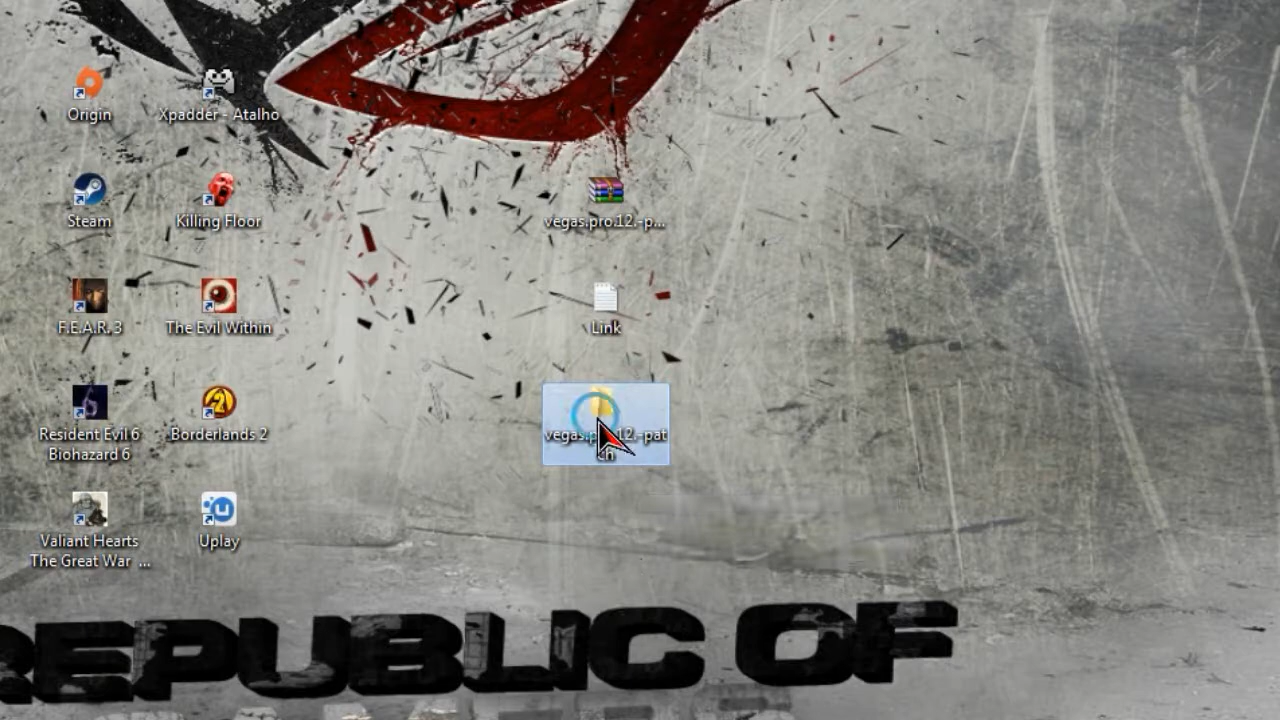 Origin
Xpadder - Atalho
Steam
Killing Floor
vegas.pro.12.-p...
F.E.A.R. 3
The Evil Within
Link
Resident Evil 6
Biohazard 6
Borderlands 2
Valiant Hearts
The Great War ...
Uplay
REPUBLIC OF